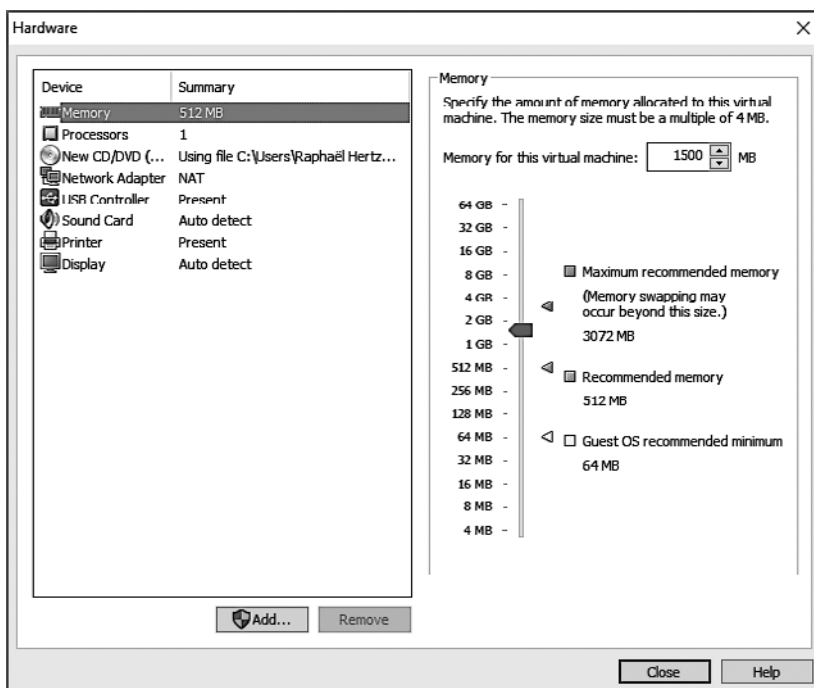 Hardware
Device Summary
Memory 512 MB
Processors 1
New CD/DVD (... Using file C:\Users\Raphaël Hertz...
Network Adapter NAT
USB Controller Present
Sound Card Auto detect
Printer Present
Display Auto detect
Add... Remove
Memory
Specify the amount of memory allocated to this virtual
machine. The memory size must be a multiple of 4 MB.
Memory for this virtual machine: 1500 MB
64 GB
32 GB
16 GB
8 GB
4 GB
2 GB
1 GB
512 MB
256 MB
128 MB
64 MB
32 MB
16 MB
8 MB
4 MB
Maximum recommended memory
(Memory swapping may
occur beyond this size.)
3072 MB
Recommended memory
512 MB
Guest OS recommended minimum
64 MB
Close Help